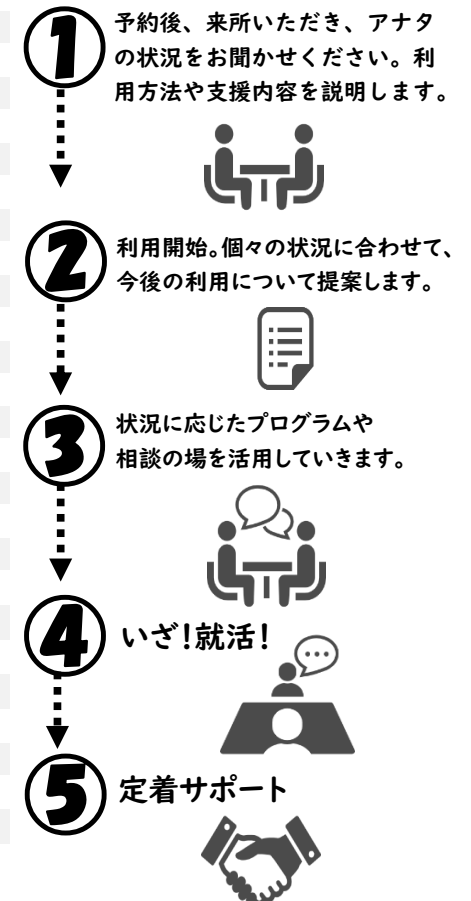 1
予約後、来所いただき、アナタ
の状況をお聞かせください。利
用方法や支援内容を説明します。
2
利用開始。個々の状況に合わせて、
今後の利用について提案します。
3
状況に応じたプログラムや
相談の場を活用していきます。
4
いざ!就活!
5
定着サポート